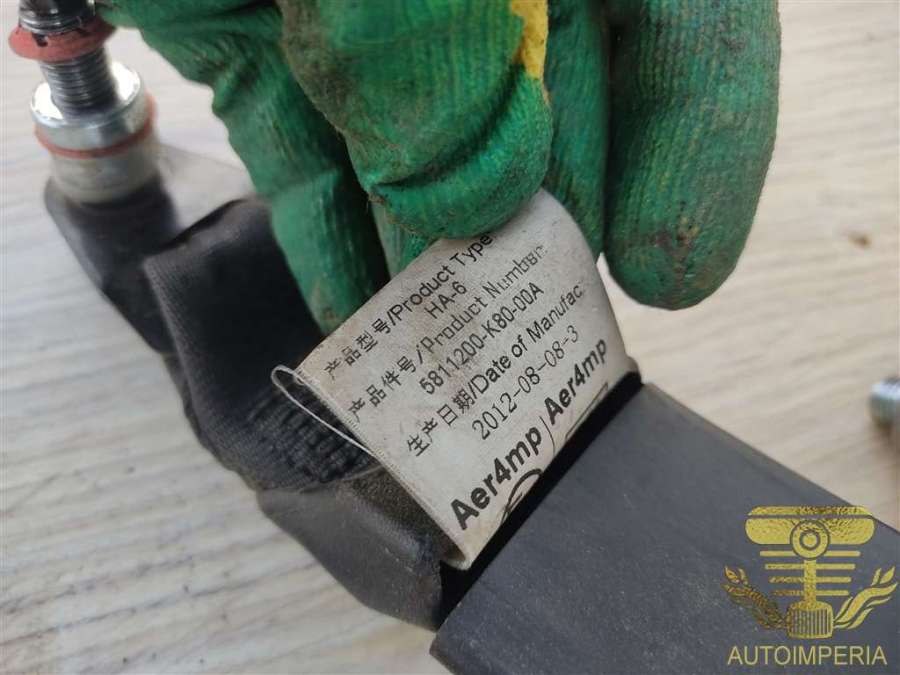 产品型号/Product Type
HA-6
产品件号/Product Number:
5811200-K80-00A
生产日期/Date of Manufac.
2012-08-08-3
Aer4mp/Aer4mp
AUTOIMPERIA